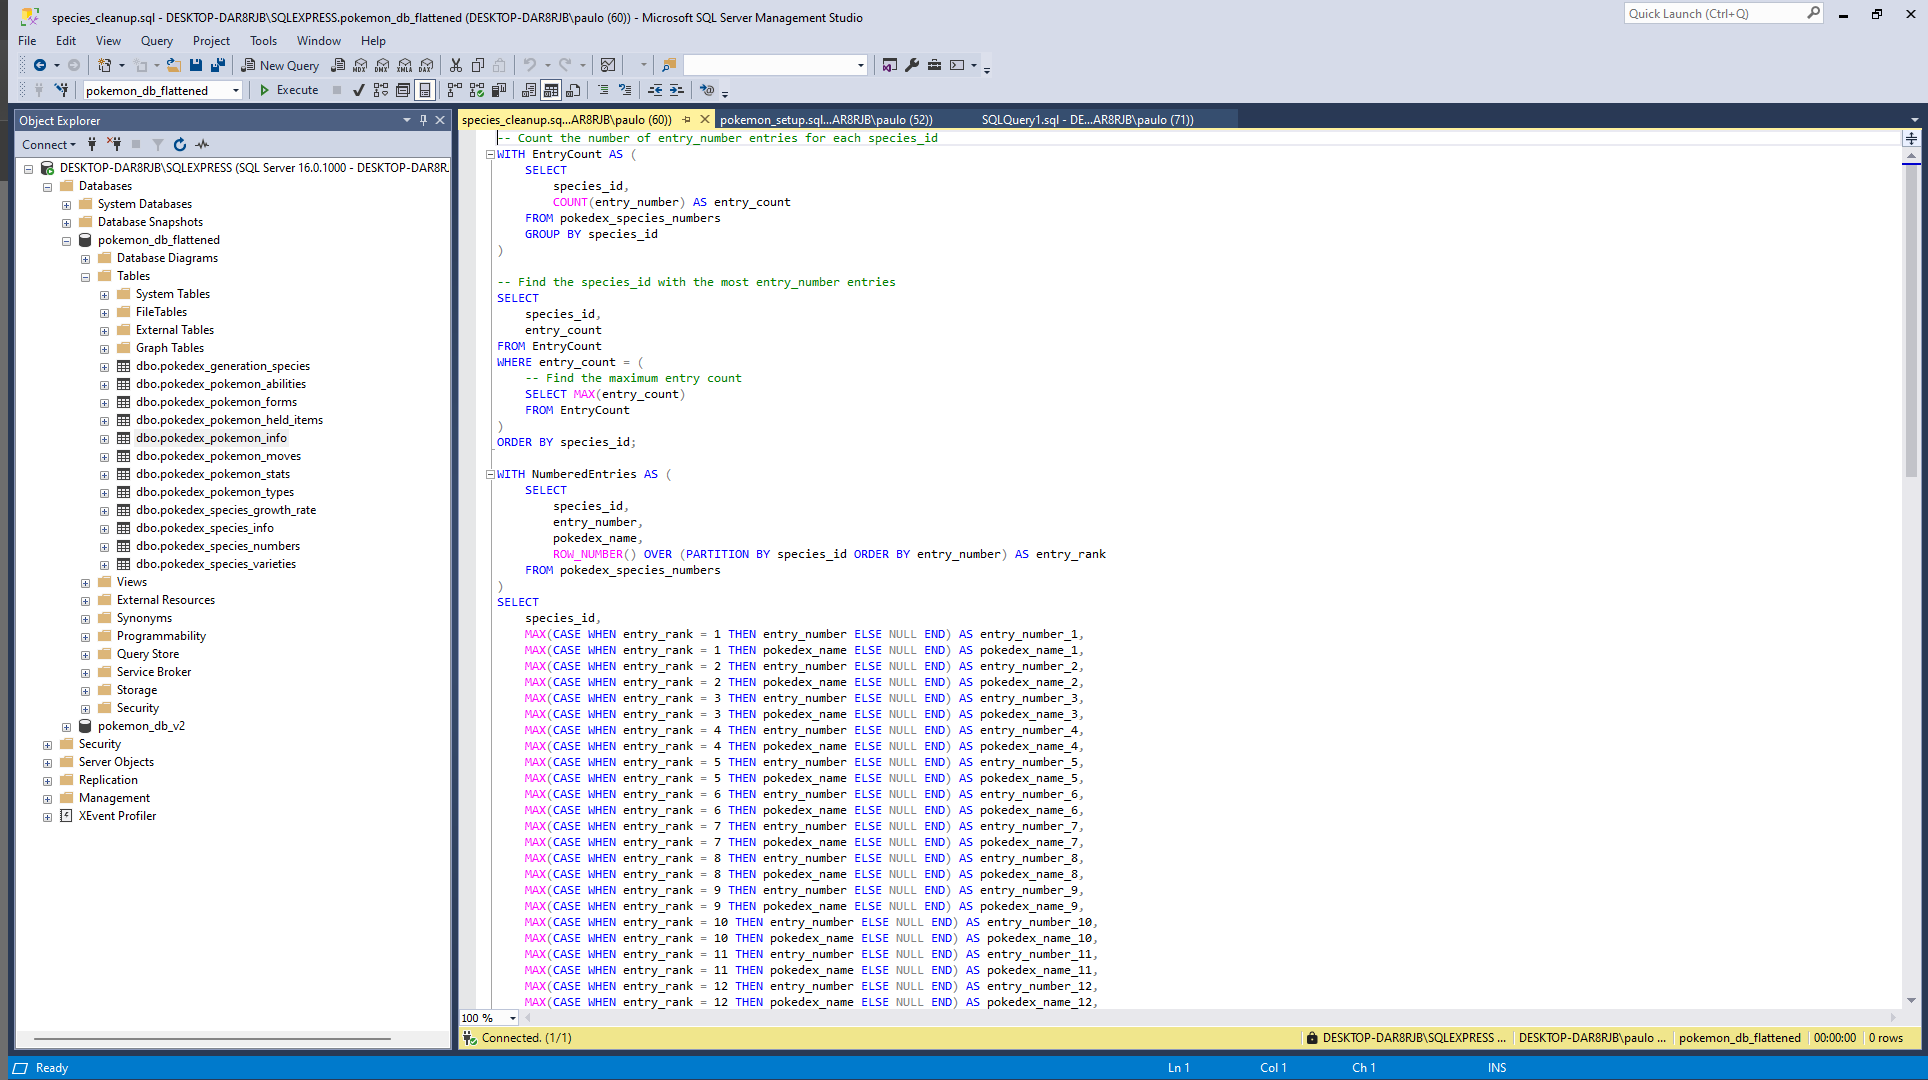 species_cleanup.sql - DESKTOP-DAR8RJB\SQLEXPRESS.pokemon_db_flattened (DESKTOP-DAR8RJB\paulo (60)) - Microsoft SQL Server Management Studio
Quick Launch (Ctrl+Q)
File Edit View Query Project Tools Window Help
New Query
MDX DMX XMLA DAX
pokemon_db_flattened
Execute
Object Explorer
Connect
DESKTOP-DAR8RJB\SQLEXPRESS (SQL Server 16.0.1000 - DESKTOP-DAR8R.
Databases
System Databases
Database Snapshots
pokemon_db_flattened
Database Diagrams
Tables
System Tables
FileTables
External Tables
Graph Tables
dbo.pokedex_generation_species
dbo.pokedex_pokemon_abilities
dbo.pokedex_pokemon_forms
dbo.pokedex_pokemon_held_items
dbo.pokedex_pokemon_info
dbo.pokedex_pokemon_moves
dbo.pokedex_pokemon_stats
dbo.pokedex_pokemon_types
dbo.pokedex_species_growth_rate
dbo.pokedex_species_info
dbo.pokedex_species_numbers
dbo.pokedex_species_varieties
Views
External Resources
Synonyms
Programmability
Query Store
Service Broker
Storage
Security
pokemon_db_v2
Security
Server Objects
Replication
Management
XEvent Profiler
species_cleanup.sq...AR8RJB\paulo (60))
pokemon_setup.sql...AR8RJB\paulo (52))
SQLQuery1.sql - DE...AR8RJB\paulo (71))
-- Count the number of entry_number entries for each species_id
WITH EntryCount AS (
SELECT
species_id,
COUNT(entry_number) AS entry_count
FROM pokedex_species_numbers
GROUP BY species_id
)
-- Find the species_id with the most entry_number entries
SELECT
species_id,
entry_count
FROM EntryCount
WHERE entry_count = (
-- Find the maximum entry count
SELECT MAX(entry_count)
FROM EntryCount
)
ORDER BY species_id;
WITH NumberedEntries AS (
SELECT
species_id,
entry_number,
pokedex_name,
ROW_NUMBER() OVER (PARTITION BY species_id ORDER BY entry_number) AS entry_rank
FROM pokedex_species_numbers
)
SELECT
species_id,
MAX(CASE WHEN entry_rank = 1 THEN entry_number ELSE NULL END) AS entry_number_1,
MAX(CASE WHEN entry_rank = 1 THEN pokedex_name ELSE NULL END) AS pokedex_name_1,
MAX(CASE WHEN entry_rank = 2 THEN entry_number ELSE NULL END) AS entry_number_2,
MAX(CASE WHEN entry_rank = 2 THEN pokedex_name ELSE NULL END) AS pokedex_name_2,
MAX(CASE WHEN entry_rank = 3 THEN entry_number ELSE NULL END) AS entry_number_3,
MAX(CASE WHEN entry_rank = 3 THEN pokedex_name ELSE NULL END) AS pokedex_name_3,
MAX(CASE WHEN entry_rank = 4 THEN entry_number ELSE NULL END) AS entry_number_4,
MAX(CASE WHEN entry_rank = 4 THEN pokedex_name ELSE NULL END) AS pokedex_name_4,
MAX(CASE WHEN entry_rank = 5 THEN entry_number ELSE NULL END) AS entry_number_5,
MAX(CASE WHEN entry_rank = 5 THEN pokedex_name ELSE NULL END) AS pokedex_name_5,
MAX(CASE WHEN entry_rank = 6 THEN entry_number ELSE NULL END) AS entry_number_6,
MAX(CASE WHEN entry_rank = 6 THEN pokedex_name ELSE NULL END) AS pokedex_name_6,
MAX(CASE WHEN entry_rank = 7 THEN entry_number ELSE NULL END) AS entry_number_7,
MAX(CASE WHEN entry_rank = 7 THEN pokedex_name ELSE NULL END) AS pokedex_name_7,
MAX(CASE WHEN entry_rank = 8 THEN entry_number ELSE NULL END) AS entry_number_8,
MAX(CASE WHEN entry_rank = 8 THEN pokedex_name ELSE NULL END) AS pokedex_name_8,
MAX(CASE WHEN entry_rank = 9 THEN entry_number ELSE NULL END) AS entry_number_9,
MAX(CASE WHEN entry_rank = 9 THEN pokedex_name ELSE NULL END) AS pokedex_name_9,
MAX(CASE WHEN entry_rank = 10 THEN entry_number ELSE NULL END) AS entry_number_10,
MAX(CASE WHEN entry_rank = 10 THEN pokedex_name ELSE NULL END) AS pokedex_name_10,
MAX(CASE WHEN entry_rank = 11 THEN entry_number ELSE NULL END) AS entry_number_11,
MAX(CASE WHEN entry_rank = 11 THEN pokedex_name ELSE NULL END) AS pokedex_name_11,
MAX(CASE WHEN entry_rank = 12 THEN entry_number ELSE NULL END) AS entry_number_12,
MAX(CASE WHEN entry_rank = 12 THEN pokedex_name ELSE NULL END) AS pokedex_name_12,
100 %
Connected. (1/1)
DESKTOP-DAR8RJB\SQLEXPRESS ...
DESKTOP-DAR8RJB\paulo ...
pokemon_db_flattened
00:00:00
0 rows
Ready
Ln 1
Col 1
Ch 1
INS